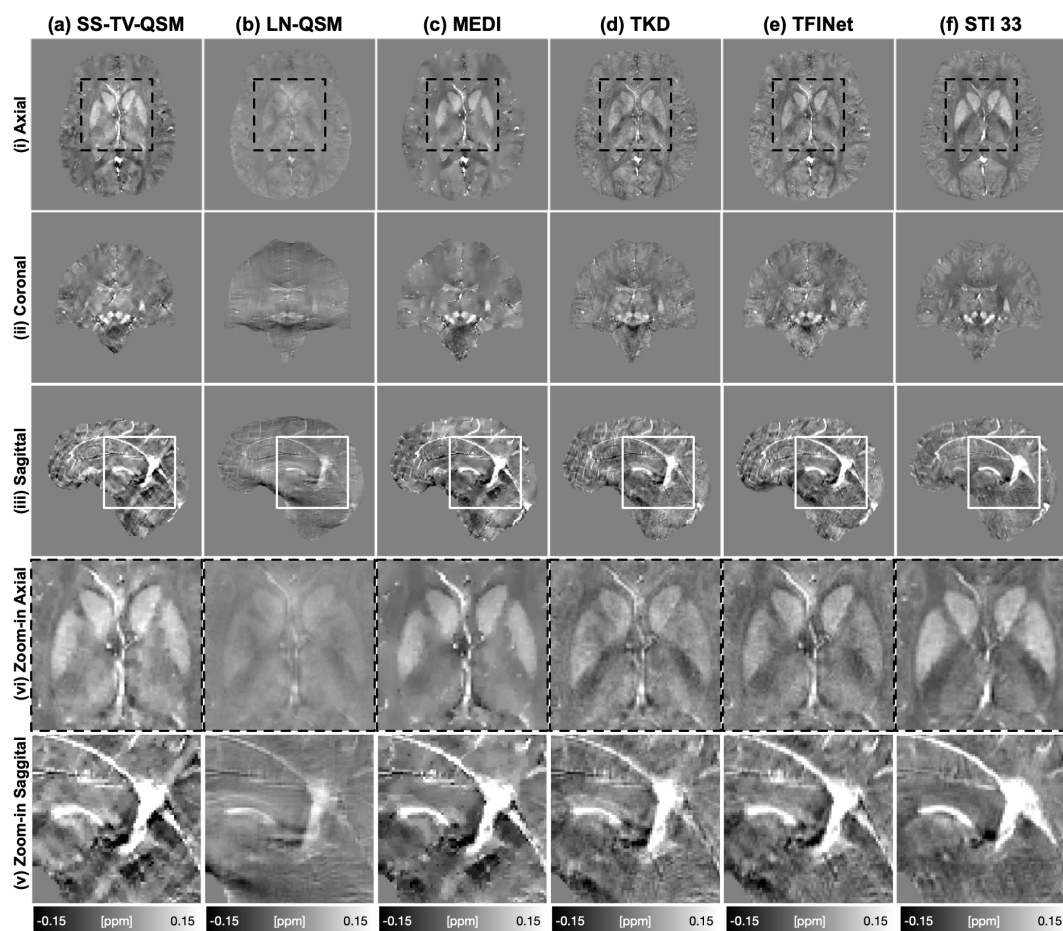 (a) SS-TV-QSM (b) LN-QSM (c) MEDI (d) TKD (e) TFINet (f) STI 33
(i) Axial
(ii) Coronal
(iii) Sagittal
(vi) Zoom-in Axial
(v) Zoom-in Saggital
-0.15 [ppm] 0.15 -0.15 [ppm] 0.15 -0.15 [ppm] 0.15 -0.15 [ppm] 0.15 -0.15 [ppm] 0.15 -0.15 [ppm] 0.15